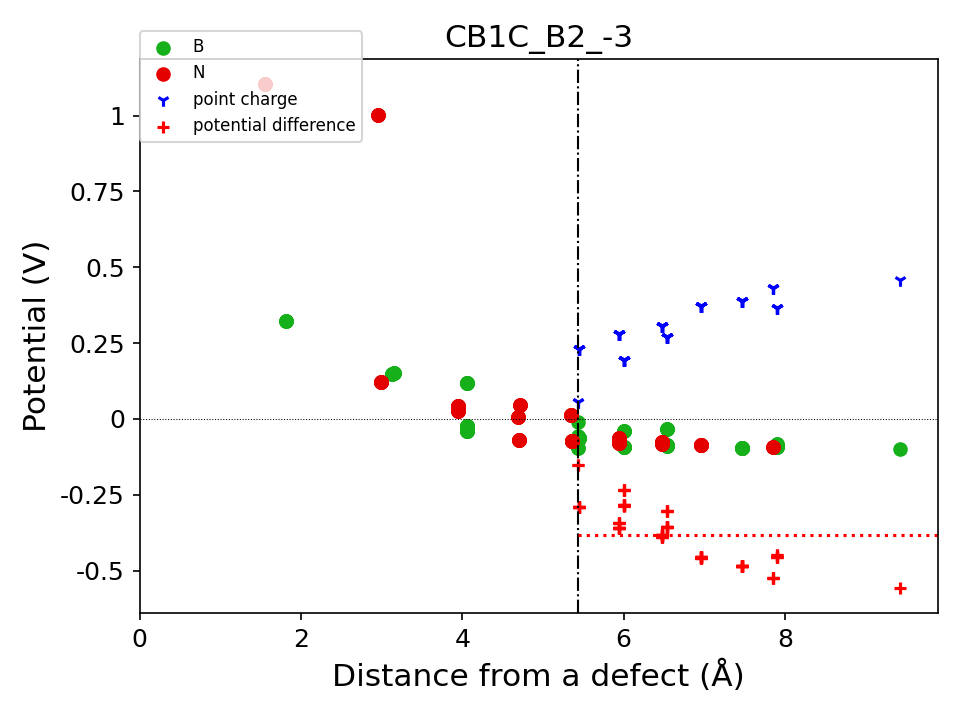 CB1C_B2_-3
B
N
point charge
potential difference
1
0.75
0.5
0.25
0
-0.25
-0.5
Potential (V)
0 2 4 6 8
Distance from a defect (Å)